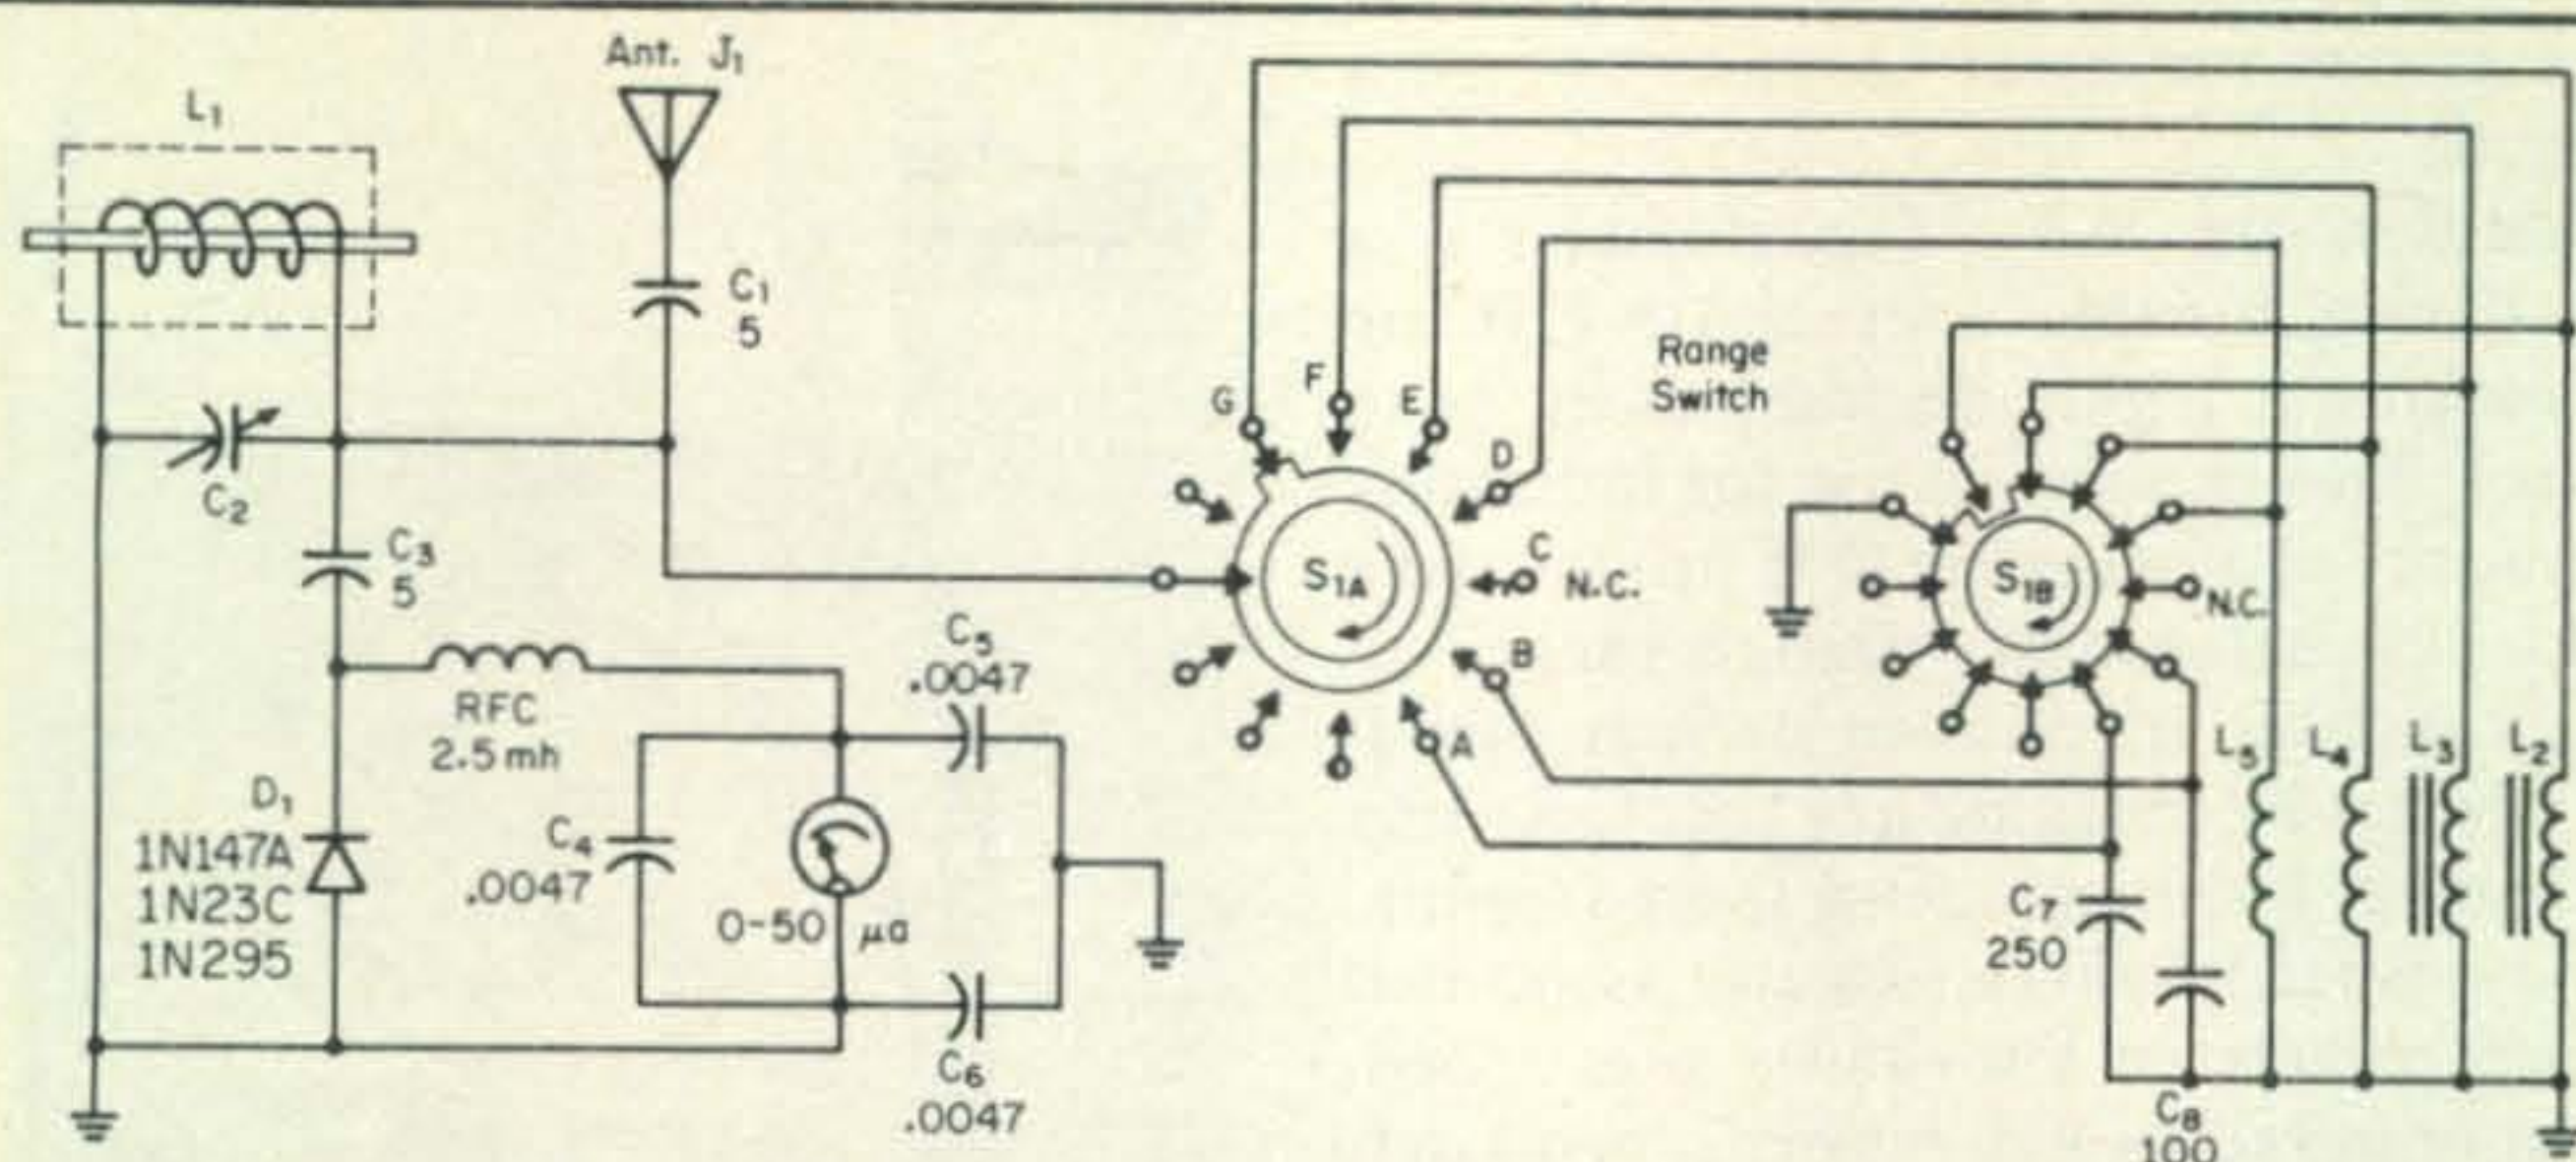 Ant. J1
L1
C1
5
C2
C3
5
RFC
2.5 mh
D1
1N147A
1N23C
1N295
C4
.0047
C5
.0047
0-50 µa
C6
.0047
G
F
E
D
C
N.C.
B
A
S1A
Range
Switch
S1B
N.C.
L5
L4
L3
L2
C7
250
C8
100